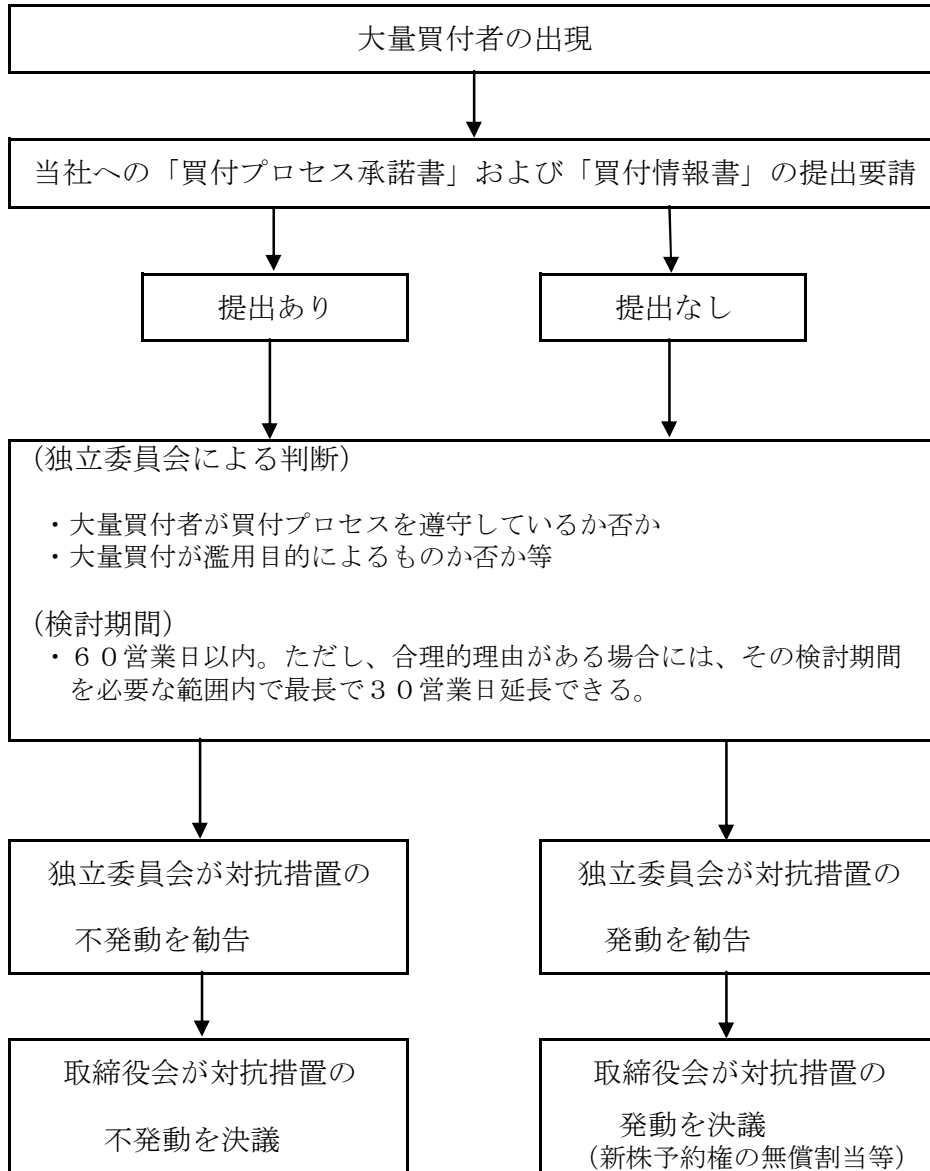 大量買付者の出現
当社への「買付プロセス承諾書」および「買付情報書」の提出要請
提出あり
提出なし
(独立委員会による判断)
・大量買付者が買付プロセスを遵守しているか否か
・大量買付が濫用目的によるものか否か等
(検討期間)
・６０営業日以内。ただし、合理的理由がある場合には、その検討期間
を必要な範囲内で最長で３０営業日延長できる。
独立委員会が対抗措置の
不発動を勧告
独立委員会が対抗措置の
発動を勧告
取締役会が対抗措置の
不発動を決議
取締役会が対抗措置の
発動を決議
(新株予約権の無償割当等)